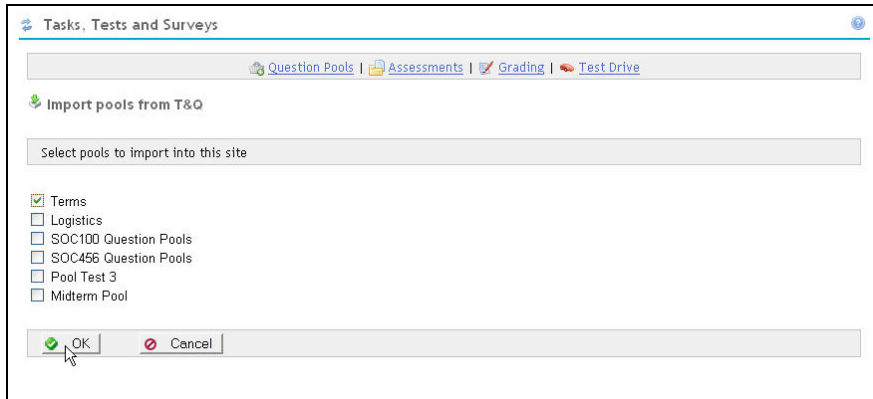 Tasks, Tests and Surveys
Question Pools | Assessments | Grading | Test Drive
Import pools from T&Q
Select pools to import into this site
Terms
Logistics
SOC100 Question Pools
SOC456 Question Pools
Pool Test 3
Midterm Pool
OK Cancel